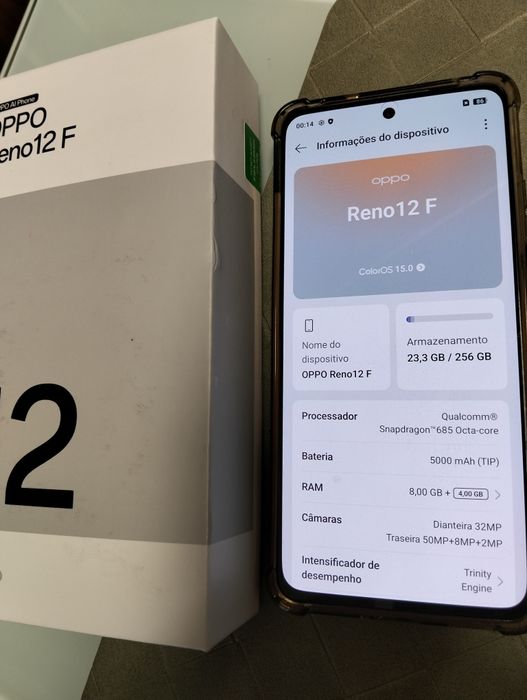 OPPO AI Phone
OPPO
Reno12 F
12
00:14
86
Informações do dispositivo
oppo
Reno12 F
ColorOS 15.0
Nome do
dispositivo
OPPO Reno12 F
Armazenamento
23,3 GB / 256 GB
Processador
Qualcomm®
Snapdragon™685 Octa-core
Bateria
5000 mAh (TIP)
RAM
8,00 GB + 4,00 GB
Câmaras
Dianteira 32MP
Traseira 50MP+8MP+2MP
Intensificador de
desempenho
Trinity
Engine